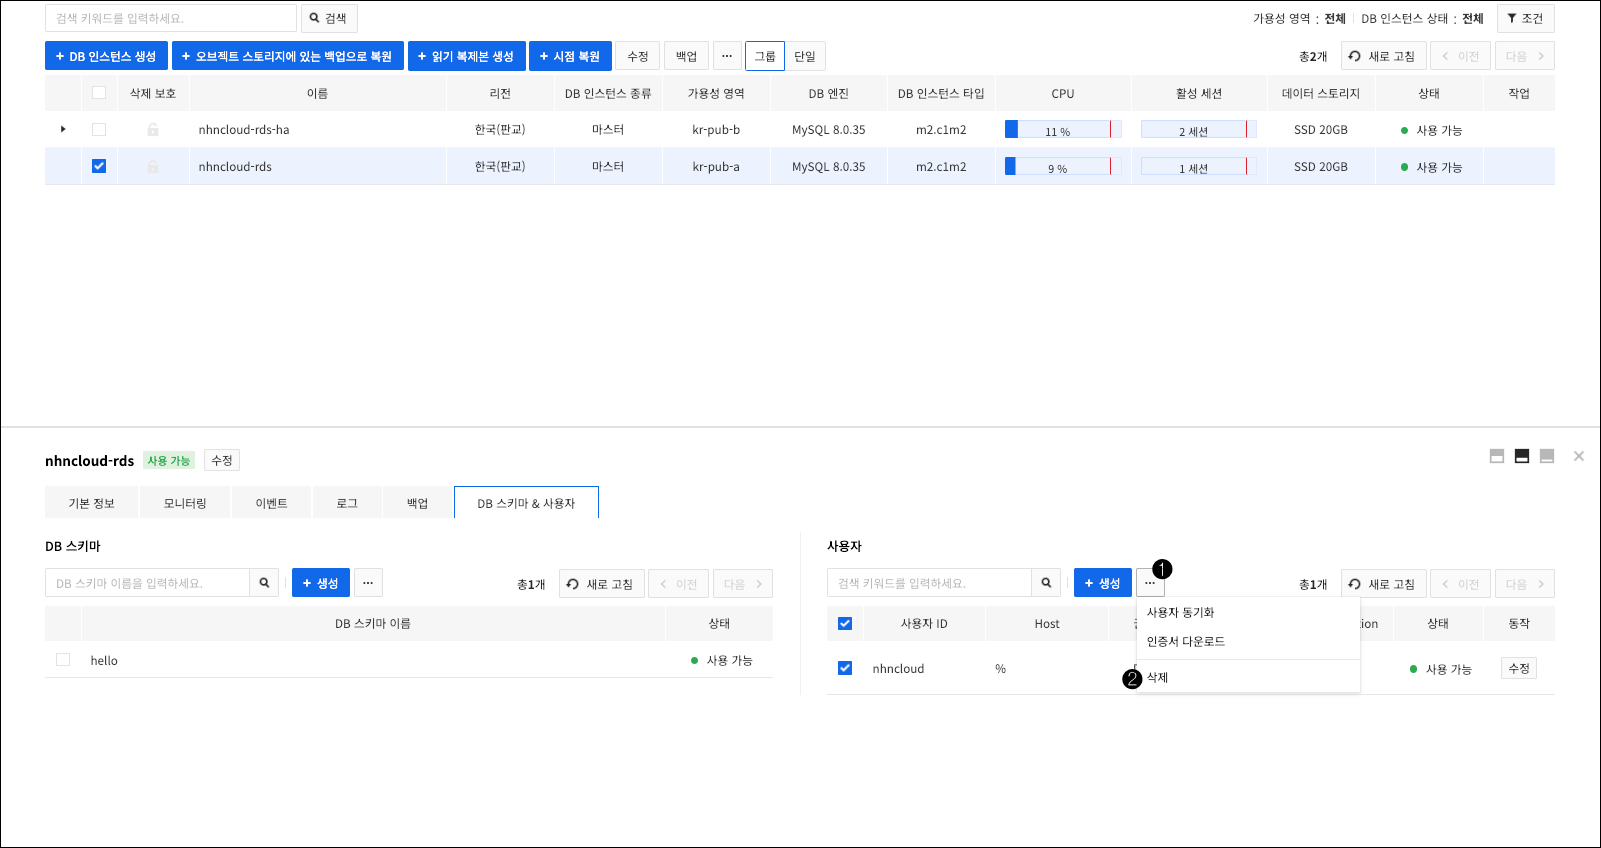 검색 키워드를 입력하세요. 검색 가용성 영역 : 전체 DB 인스턴스 상태 : 전체 조건
+ DB 인스턴스 생성 + 오브젝트 스토리지에 있는 백업으로 복원 + 읽기 복제본 생성 + 시점 복원 수정 백업 ... 그룹 단일 총2개 새로 고침 < 이전 다음 >
삭제 보호 이름 리전 DB 인스턴스 종류 가용성 영역 DB 엔진 DB 인스턴스 타입 CPU 활성 세션 데이터 스토리지 상태 작업
nhncloud-rds-ha 한국(판교) 마스터 kr-pub-b MySQL 8.0.35 m2.c1m2 11 % 2 세션 SSD 20GB 사용 가능
nhncloud-rds 한국(판교) 마스터 kr-pub-a MySQL 8.0.35 m2.c1m2 9 % 1 세션 SSD 20GB 사용 가능
nhncloud-rds 사용 가능 수정
기본 정보 모니터링 이벤트 로그 백업 DB 스키마 & 사용자
DB 스키마
DB 스키마 이름을 입력하세요. + 생성 ... 총1개 새로 고침 < 이전 다음 >
DB 스키마 이름 상태
hello 사용 가능
사용자
검색 키워드를 입력하세요. + 생성 ... 1 총1개 새로 고침 < 이전 다음 >
사용자 ID Host tion 상태 동작
nhncloud % 사용 가능 수정
사용자 동기화
인증서 다운로드
2 삭제